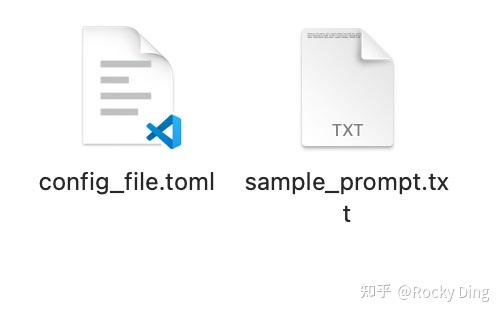 TXT
config_file.toml
sample_prompt.tx
t
知乎 @Rocky Ding